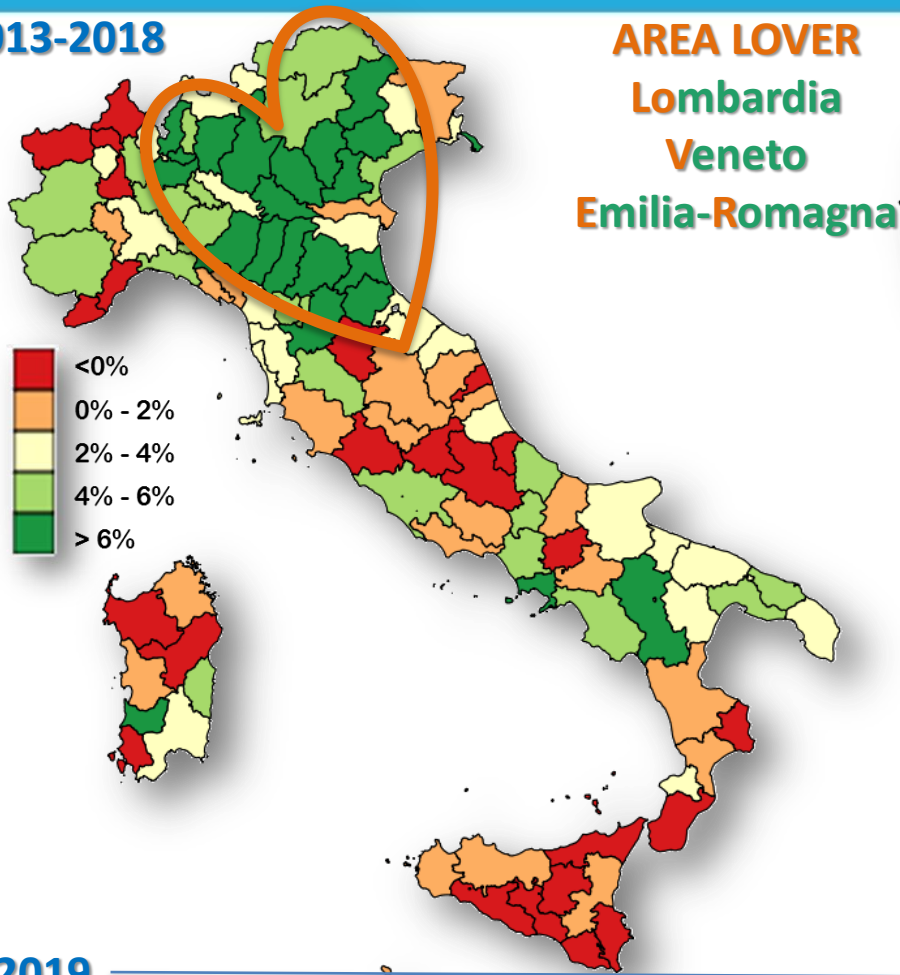 013-2018
AREA LOVER
Lombardia
Veneto
Emilia-Romagna
<0%
0% - 2%
2% - 4%
4% - 6%
> 6%
2019